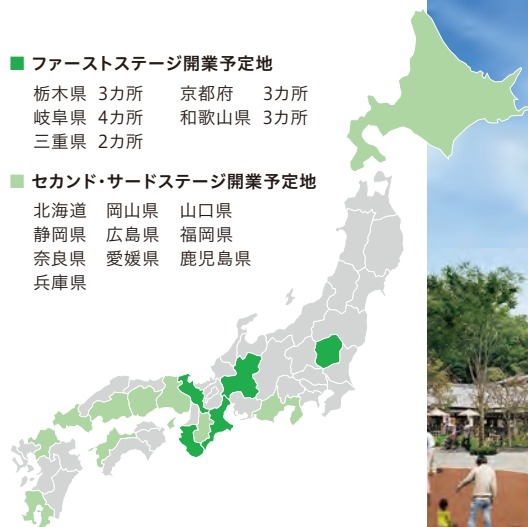 ■ ファーストステージ開業予定地
栃木県 3カ所 京都府 3カ所
岐阜県 4カ所 和歌山県 3カ所
三重県 2カ所
■ セカンド・サードステージ開業予定地
北海道 岡山県 山口県
静岡県 広島県 福岡県
奈良県 愛媛県 鹿児島県
兵庫県